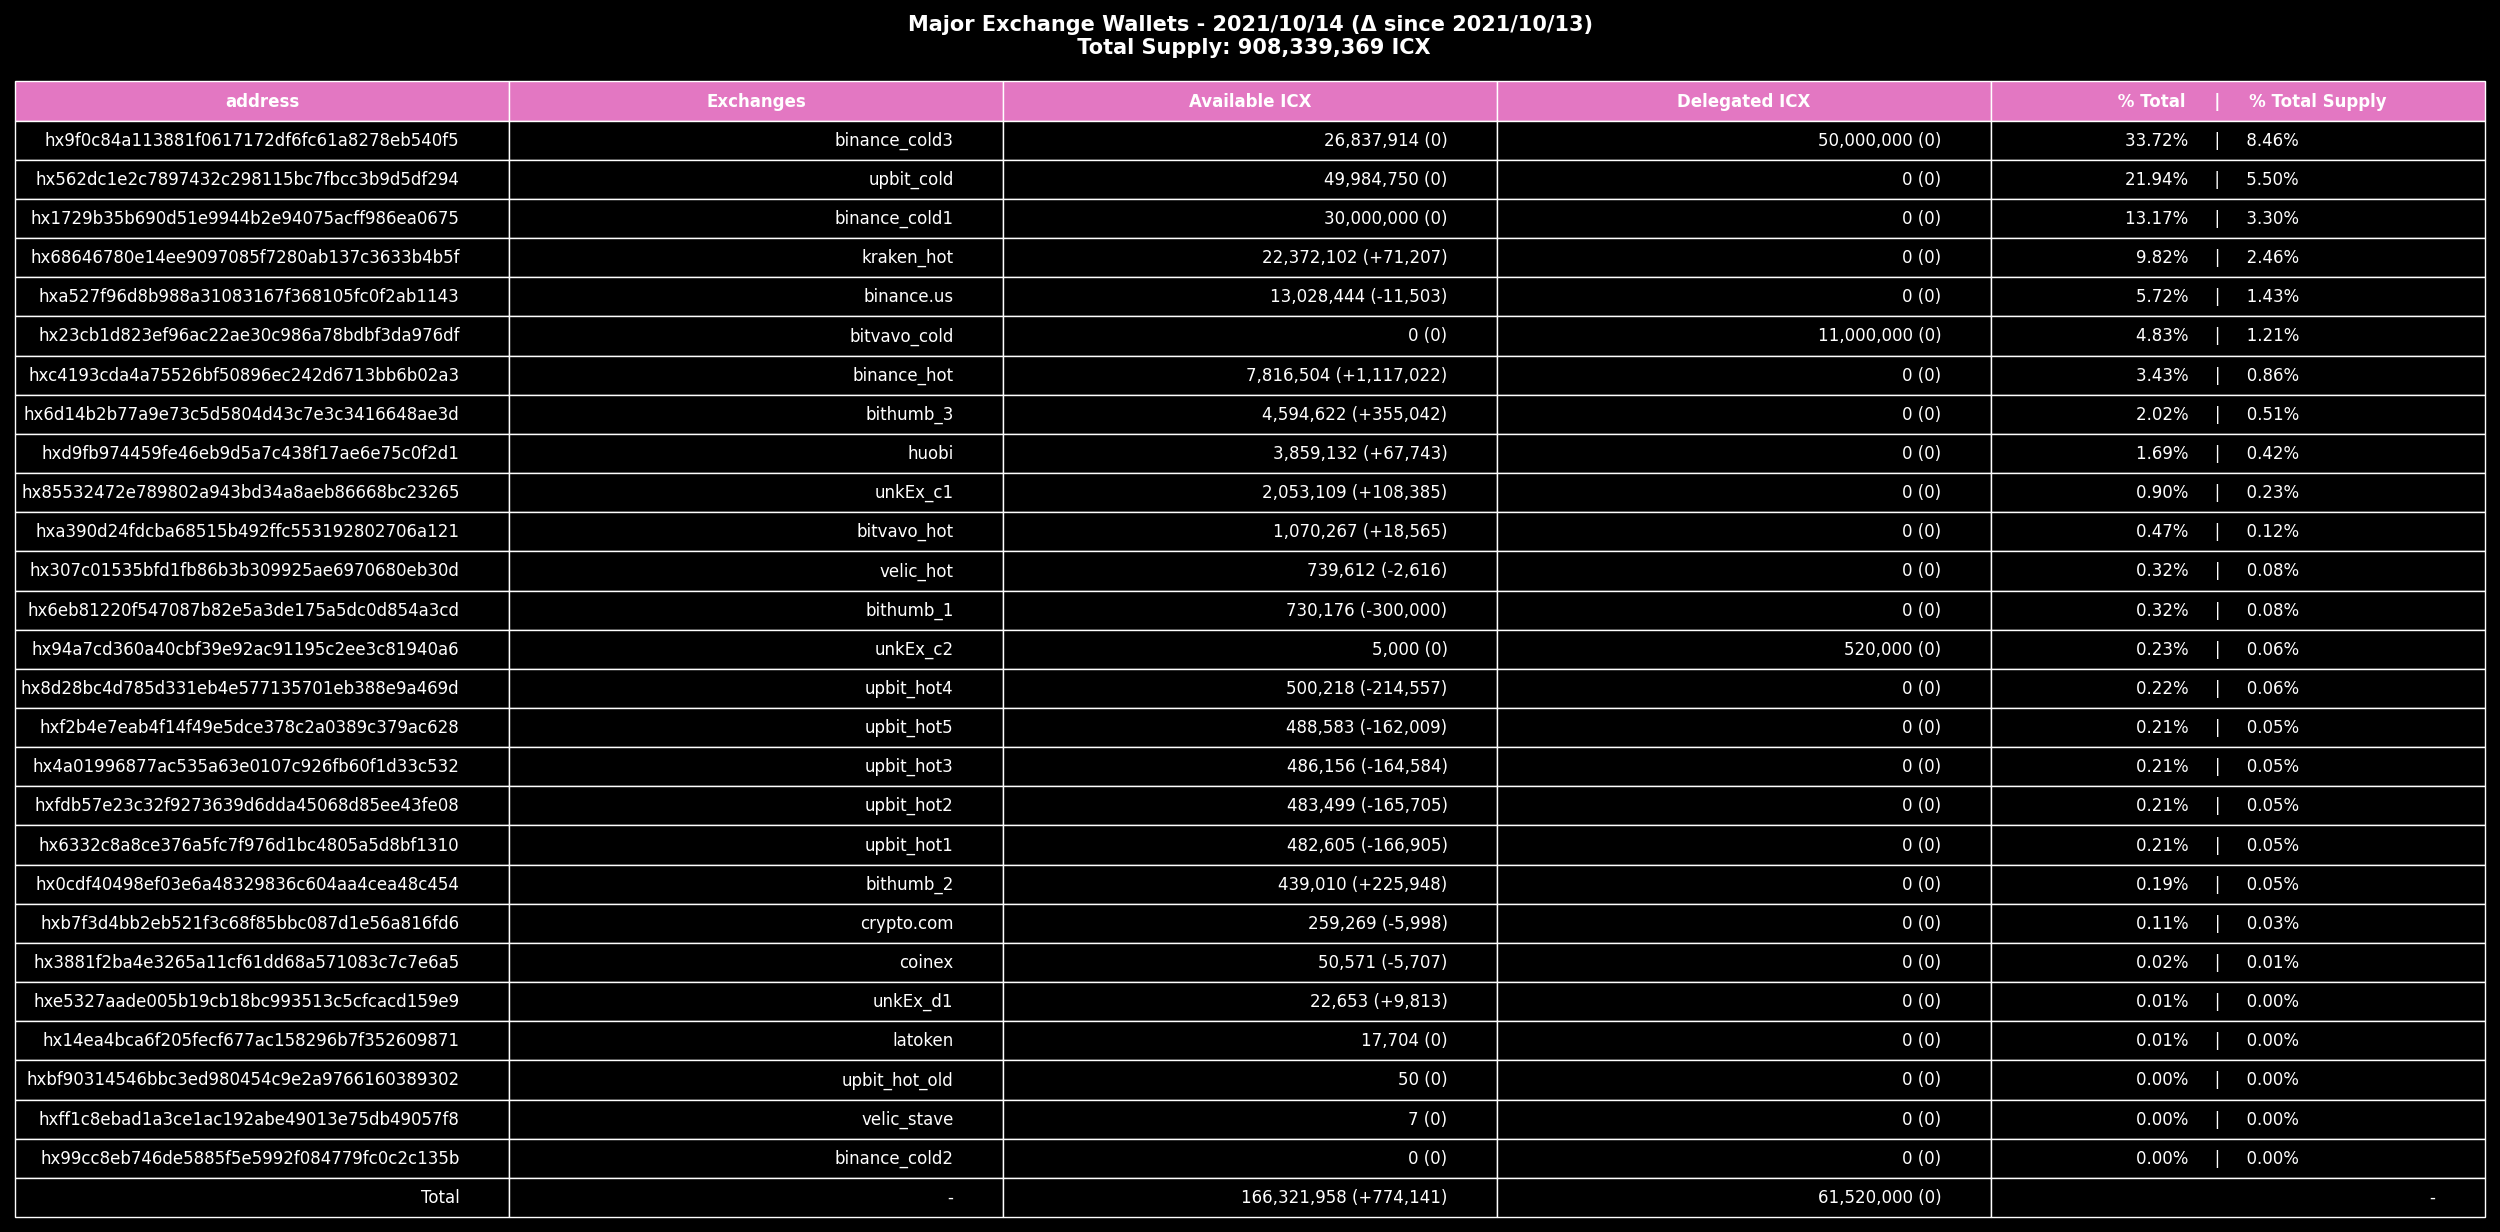 Major Exchange Wallets - 2021/10/14 (Δ since 2021/10/13)
Total Supply: 908,339,369 ICX
address Exchanges Available ICX Delegated ICX % Total | % Total Supply
hx9f0c84a113881f0617172df6fc61a8278eb540f5 binance_cold3 26,837,914 (0) 50,000,000 (0) 33.72% | 8.46%
hx562dc1e2c7897432c298115bc7fbcc3b9d5df294 upbit_cold 49,984,750 (0) 0 (0) 21.94% | 5.50%
hx1729b35b690d51e9944b2e94075acff986ea0675 binance_cold1 30,000,000 (0) 0 (0) 13.17% | 3.30%
hx68646780e14ee9097085f7280ab137c3633b4b5f kraken_hot 22,372,102 (+71,207) 0 (0) 9.82% | 2.46%
hxa527f96d8b988a31083167f368105fc0f2ab1143 binance.us 13,028,444 (-11,503) 0 (0) 5.72% | 1.43%
hx23cb1d823ef96ac22ae30c986a78bdbf3da976df bitvavo_cold 0 (0) 11,000,000 (0) 4.83% | 1.21%
hxc4193cda4a75526bf50896ec242d6713bb6b02a3 binance_hot 7,816,504 (+1,117,022) 0 (0) 3.43% | 0.86%
hx6d14b2b77a9e73c5d5804d43c7e3c3416648ae3d bithumb_3 4,594,622 (+355,042) 0 (0) 2.02% | 0.51%
hxd9fb974459fe46eb9d5a7c438f17ae6e75c0f2d1 huobi 3,859,132 (+67,743) 0 (0) 1.69% | 0.42%
hx85532472e789802a943bd34a8aeb86668bc23265 unkEx_c1 2,053,109 (+108,385) 0 (0) 0.90% | 0.23%
hxa390d24fdcba68515b492ffc553192802706a121 bitvavo_hot 1,070,267 (+18,565) 0 (0) 0.47% | 0.12%
hx307c01535bfd1fb86b3b309925ae6970680eb30d velic_hot 739,612 (-2,616) 0 (0) 0.32% | 0.08%
hx6eb81220f547087b82e5a3de175a5dc0d854a3cd bithumb_1 730,176 (-300,000) 0 (0) 0.32% | 0.08%
hx94a7cd360a40cbf39e92ac91195c2ee3c81940a6 unkEx_c2 5,000 (0) 520,000 (0) 0.23% | 0.06%
hx8d28bc4d785d331eb4e577135701eb388e9a469d upbit_hot4 500,218 (-214,557) 0 (0) 0.22% | 0.06%
hxf2b4e7eab4f14f49e5dce378c2a0389c379ac628 upbit_hot5 488,583 (-162,009) 0 (0) 0.21% | 0.05%
hx4a01996877ac535a63e0107c926fb60f1d33c532 upbit_hot3 486,156 (-164,584) 0 (0) 0.21% | 0.05%
hxfdb57e23c32f9273639d6dda45068d85ee43fe08 upbit_hot2 483,499 (-165,705) 0 (0) 0.21% | 0.05%
hx6332c8a8ce376a5fc7f976d1bc4805a5d8bf1310 upbit_hot1 482,605 (-166,905) 0 (0) 0.21% | 0.05%
hx0cdf40498ef03e6a48329836c604aa4cea48c454 bithumb_2 439,010 (+225,948) 0 (0) 0.19% | 0.05%
hxb7f3d4bb2eb521f3c68f85bbc087d1e56a816fd6 crypto.com 259,269 (-5,998) 0 (0) 0.11% | 0.03%
hx3881f2ba4e3265a11cf61dd68a571083c7c7e6a5 coinex 50,571 (-5,707) 0 (0) 0.02% | 0.01%
hxe5327aade005b19cb18bc993513c5cfcacd159e9 unkEx_d1 22,653 (+9,813) 0 (0) 0.01% | 0.00%
hx14ea4bca6f205fecf677ac158296b7f352609871 latoken 17,704 (0) 0 (0) 0.01% | 0.00%
hxbf90314546bbc3ed980454c9e2a9766160389302 upbit_hot_old 50 (0) 0 (0) 0.00% | 0.00%
hxff1c8ebad1a3ce1ac192abe49013e75db49057f8 velic_stave 7 (0) 0 (0) 0.00% | 0.00%
hx99cc8eb746de5885f5e5992f084779fc0c2c135b binance_cold2 0 (0) 0 (0) 0.00% | 0.00%
Total - 166,321,958 (+774,141) 61,520,000 (0) -